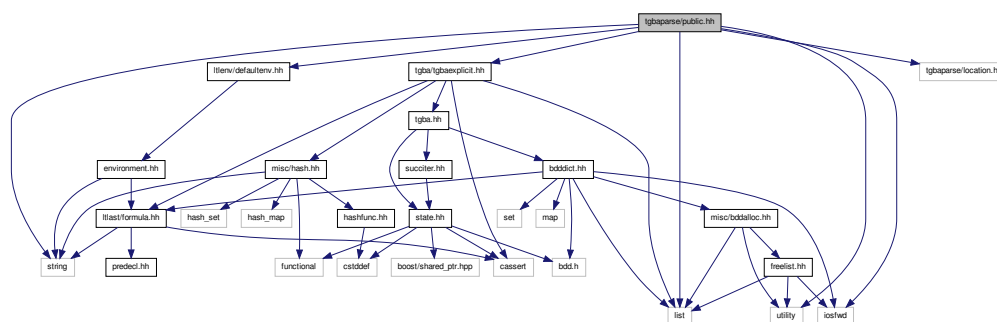 tgbaparse/public.hh
ltlenv/defaultenv.hh
tgba/tgbaexplicit.hh
tgbaparse/location.h
tgba.hh
environment.hh
misc/hash.hh
succiter.hh
bdddict.hh
ltlast/formula.hh
hash_set
hash_map
hashfunc.hh
state.hh
set
map
misc/bddalloc.hh
string
predecl.hh
functional
cstddef
boost/shared_ptr.hpp
cassert
bdd.h
freelist.hh
list
utility
iosfwd